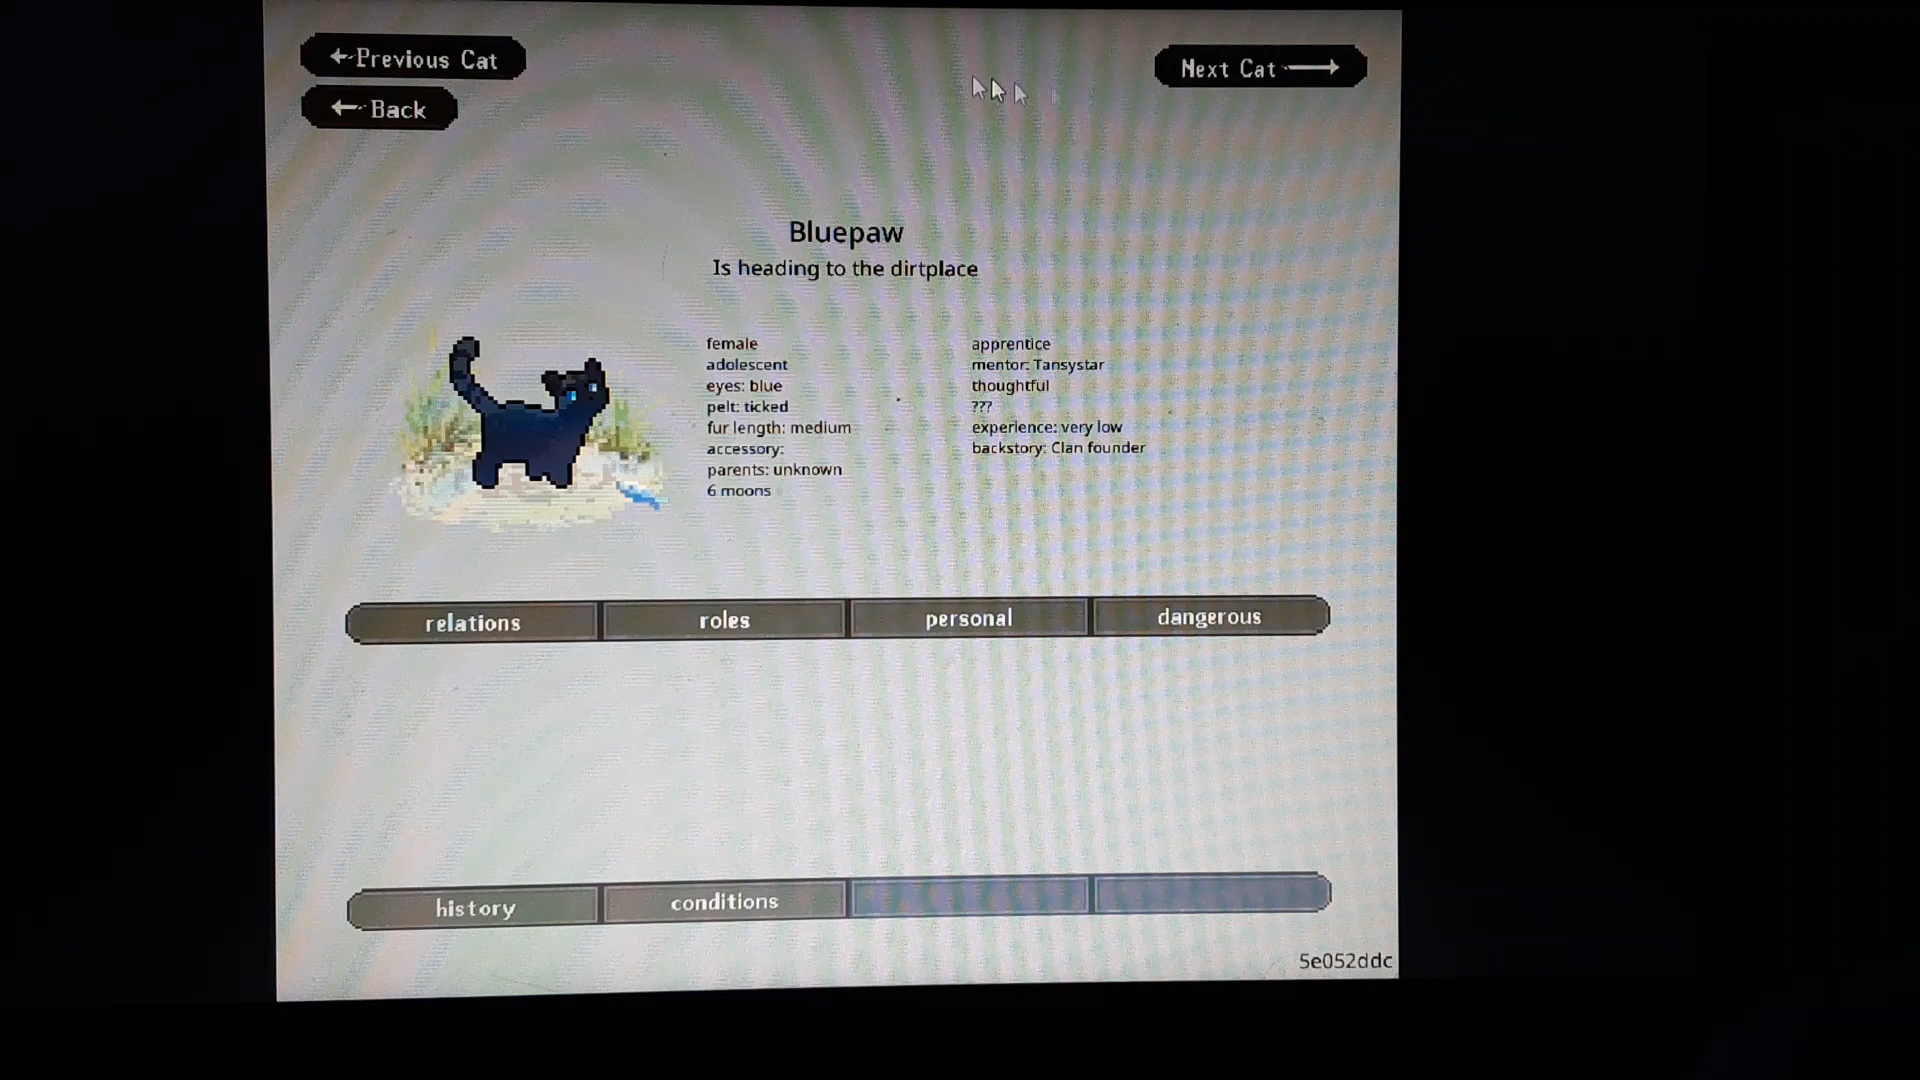 Previous Cat
Next Cat
Back
Bluepaw
Is heading to the dirtplace
female
adolescent
eyes: blue
pelt: ticked
fur length: medium
accessory:
parents: unknown
6 moons
apprentice
mentor: Tansystar
thoughtful
???
experience: very low
backstory: Clan founder
relations
roles
personal
dangerous
history
conditions
5e052ddc